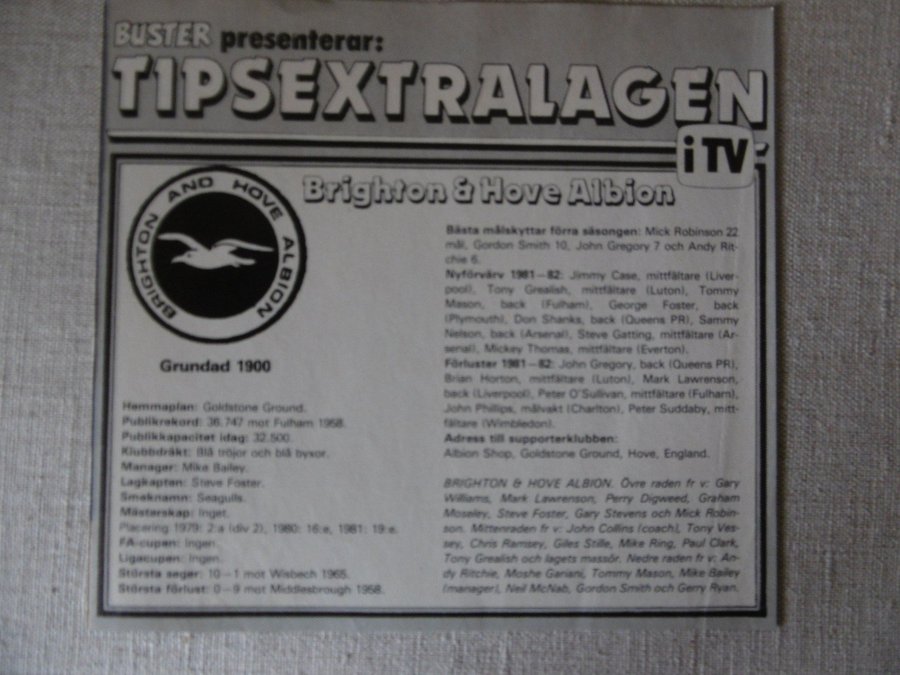 BUSTER presenterar:
TIPSEXTRALAGEN
i TV
Brighton & Hove Albion
BRIGHTON AND HOVE ALBION
Grundad 1900
Hemmaplan: Goldstone Ground.
Publikrekord: 36.747 mot Fulham 1958.
Publikkapacitet idag: 32.500.
Klubbdräkt: Blå tröjor och blå byxor.
Manager: Mike Bailey.
Lagkapten: Steve Foster.
Smeknamn: Seagulls.
Mästerskap: Inget.
Placering 1979: 2:a (div 2), 1980: 16:e, 1981: 19:e.
FA-cupen: Ingen.
Ligacupen: Ingen.
Största seger: 10–1 mot Wisbech 1965.
Största förlust: 0–9 mot Middlesbrough 1958.
Bästa målskyttar förra säsongen: Mick Robinson 22
mål, Gordon Smith 10, John Gregory 7 och Andy Rit-
chie 6.
Nyförvärv 1981–82: Jimmy Case, mittfältare (Liver-
pool), Tony Grealish, mittfältare (Luton), Tommy
Mason, back (Fulham), George Foster, back
(Plymouth), Don Shanks, back (Queens PR), Sammy
Nelson, back (Arsenal), Steve Gatting, mittfältare (Ar-
senal), Mickey Thomas, mittfältare (Everton).
Förluster 1981–82: John Gregory, back (Queens PR),
Brian Horton, mittfältare (Luton), Mark Lawrenson,
back (Liverpool), Peter O'Sullivan, mittfältare (Fulham),
John Phillips, målvakt (Charlton), Peter Suddaby, mitt-
fältare (Wimbledon).
Adress till supporterklubben:
Albion Shop, Goldstone Ground, Hove, England.
BRIGHTON & HOVE ALBION. Övre raden fr v: Gary
Williams, Mark Lawrenson, Perry Digweed, Graham
Moseley, Steve Foster, Gary Stevens och Mick Robin-
son. Mittenraden fr v: John Collins (coach), Tony Ves-
sey, Chris Ramsey, Giles Stille, Mike Ring, Paul Clark,
Tony Grealish och lagets massör. Nedre raden fr v: An-
dy Ritchie, Moshe Gariani, Tommy Mason, Mike Bailey
(manager), Neil McNab, Gordon Smith och Gerry Ryan.